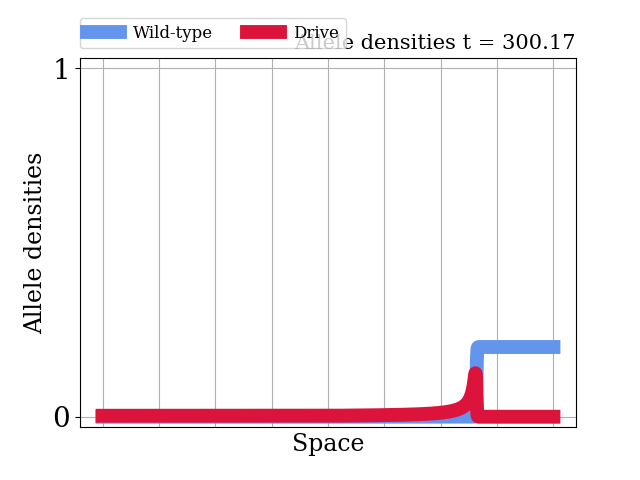 Wild-type Drive
Allele densities t = 300.17
1
Allele densities
0
Space